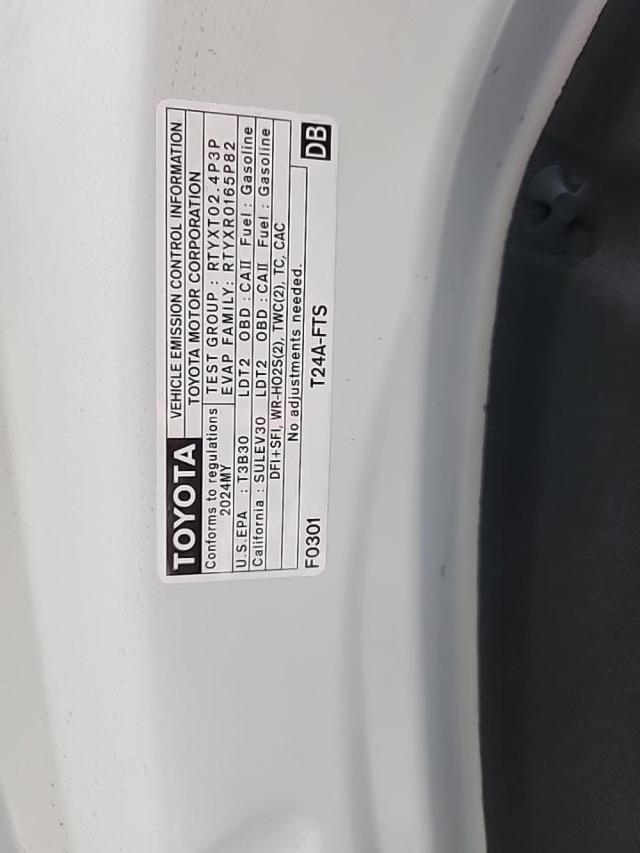 TOYOTA
VEHICLE EMISSION CONTROL INFORMATION
TOYOTA MOTOR CORPORATION
Conforms to regulations
2024MY
TEST GROUP : RTYXT02.4P3P
EVAP FAMILY: RTYXR0165P82
U.S.EPA : T3B30 LDT2 OBD : CAII Fuel : Gasoline
California : SULEV30 LDT2 OBD : CAII Fuel : Gasoline
DFI+SFI, WR-HO2S(2), TWC(2), TC, CAC
No adjustments needed.
F0301 T24A-FTS DB